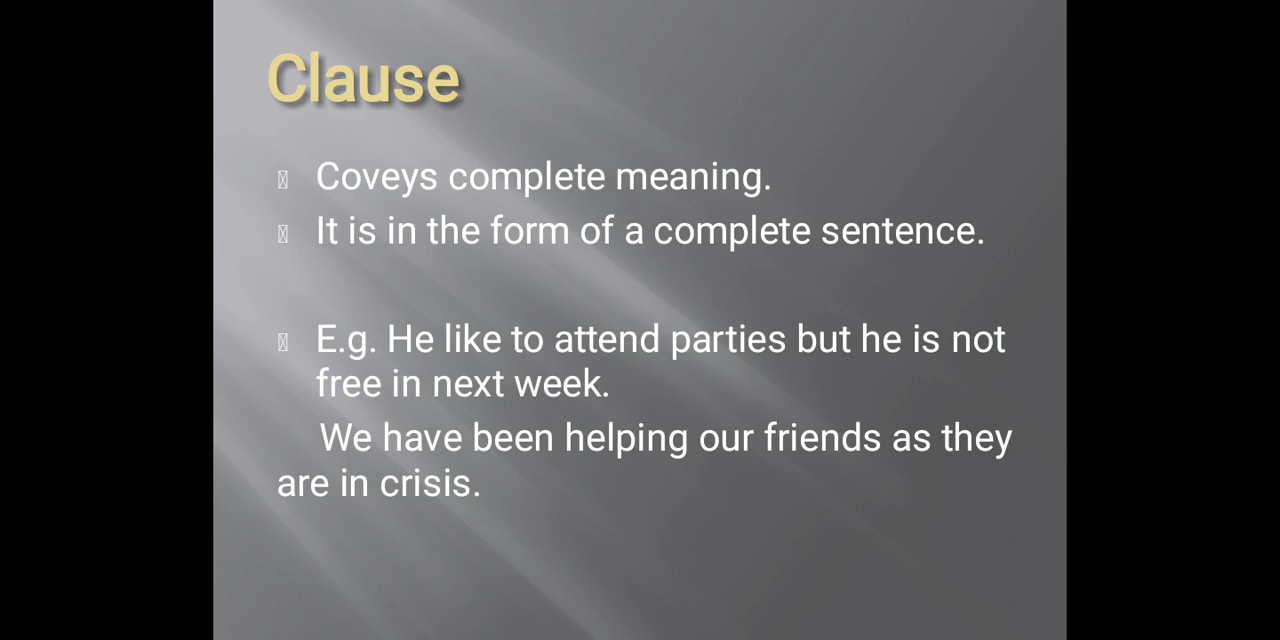 Clause
Coveys complete meaning.
It is in the form of a complete sentence.
E.g. He like to attend parties but he is not
free in next week.
We have been helping our friends as they
are in crisis.